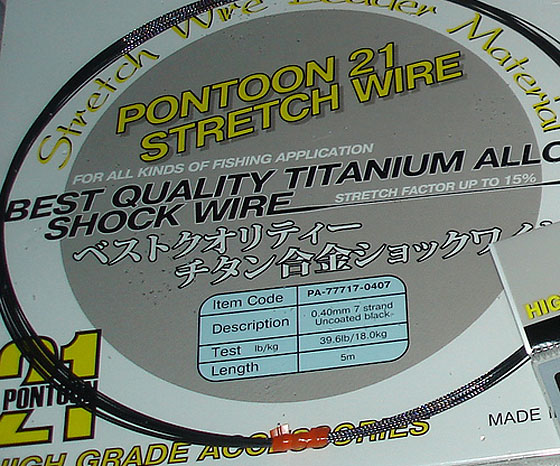 Stretch Wire Leader Material
PONTOON 21
STRETCH WIRE
FOR ALL KINDS OF FISHING APPLICATION
BEST QUALITY TITANIUM ALLO
SHOCK WIRE
STRETCH FACTOR UP TO 15%
ベストクオリティー
チタン合金ショックワイ
Item Code PA-77717-0407
Description 0.40mm 7 strand
Uncoated black
Test lb/kg 39.6lb/18.0kg
Length 5m
21
PONTOON
HIG
MADE IN
HIGH GRADE ACCESSORIES